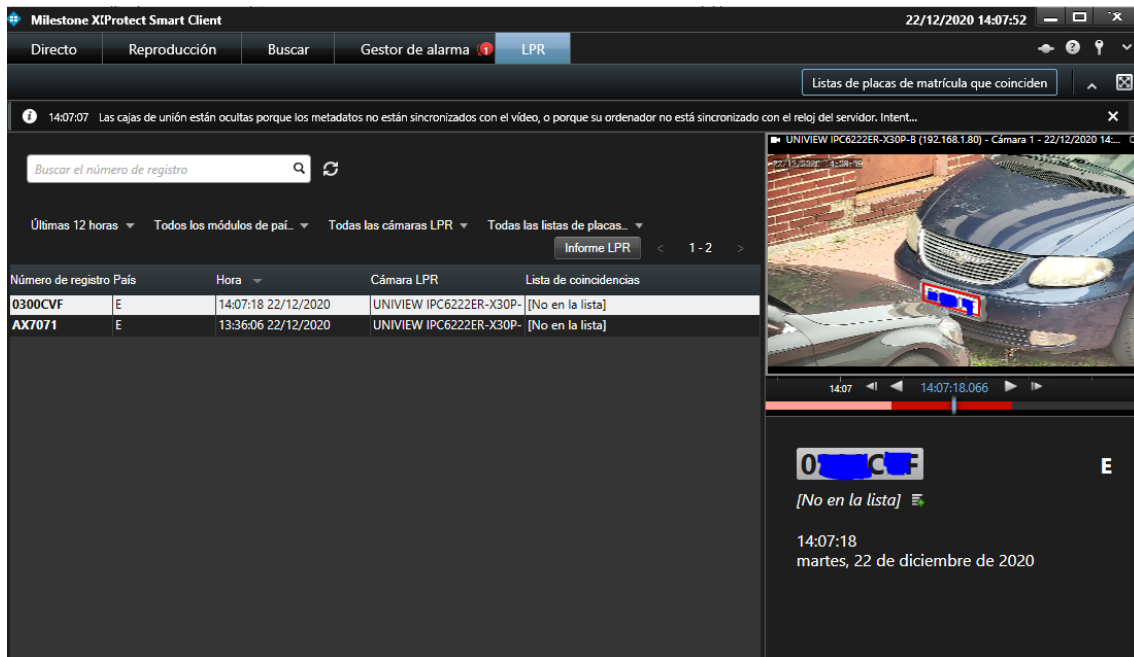 Milestone XIProtect Smart Client 22/12/2020 14:07:52
Directo Reproducción Buscar Gestor de alarma 1 LPR
Listas de placas de matrícula que coinciden
14:07:07 Las cajas de unión están ocultas porque los metadatos no están sincronizados con el vídeo, o porque su ordenador no está sincronizado con el reloj del servidor. Intent...
UNIVIEW IPC6222ER-X30P-B (192.168.1.80) - Cámara 1 - 22/12/2020 14:...
Buscar el número de registro
Últimas 12 horas Todos los módulos de paí... Todas las cámaras LPR Todas las listas de placas...
Informe LPR < 1 - 2 >
Número de registro País Hora Cámara LPR Lista de coincidencias
0300CVF E 14:07:18 22/12/2020 UNIVIEW IPC6222ER-X30P- [No en la lista]
AX7071 E 13:36:06 22/12/2020 UNIVIEW IPC6222ER-X30P- [No en la lista]
14:07 14:07:18.066
0 C F E
[No en la lista]
14:07:18
martes, 22 de diciembre de 2020